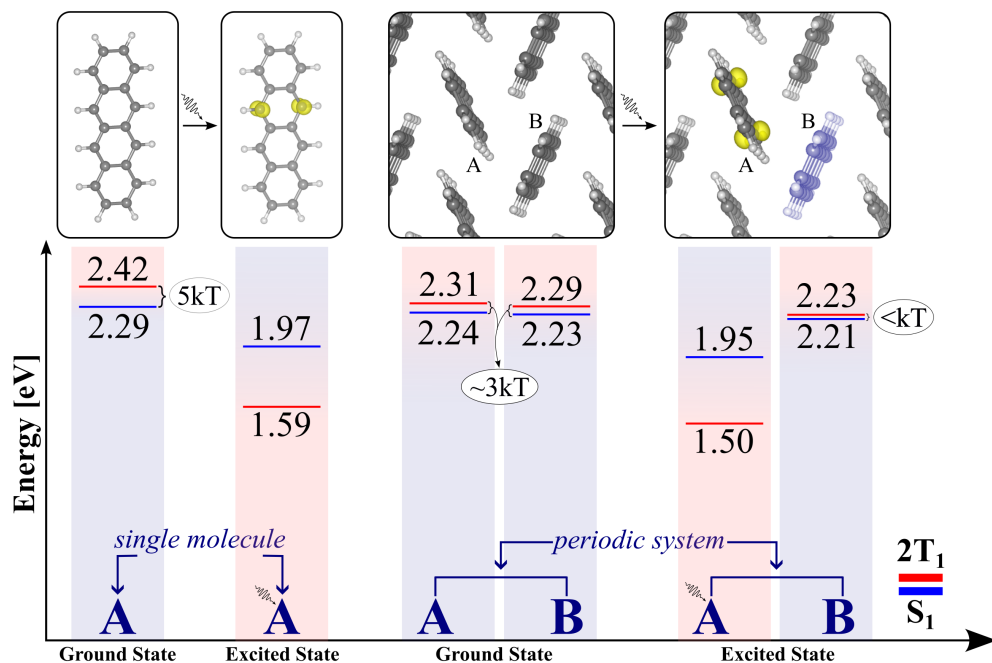 B
A
B
A
Energy [eV]
2.42
5kT
2.29
1.97
1.59
2.31
2.29
2.24
2.23
~3kT
1.95
1.50
2.23
2.21
<kT
single molecule
periodic system
2T1
S1
A
A
A
B
A
B
Ground State
Excited State
Ground State
Excited State